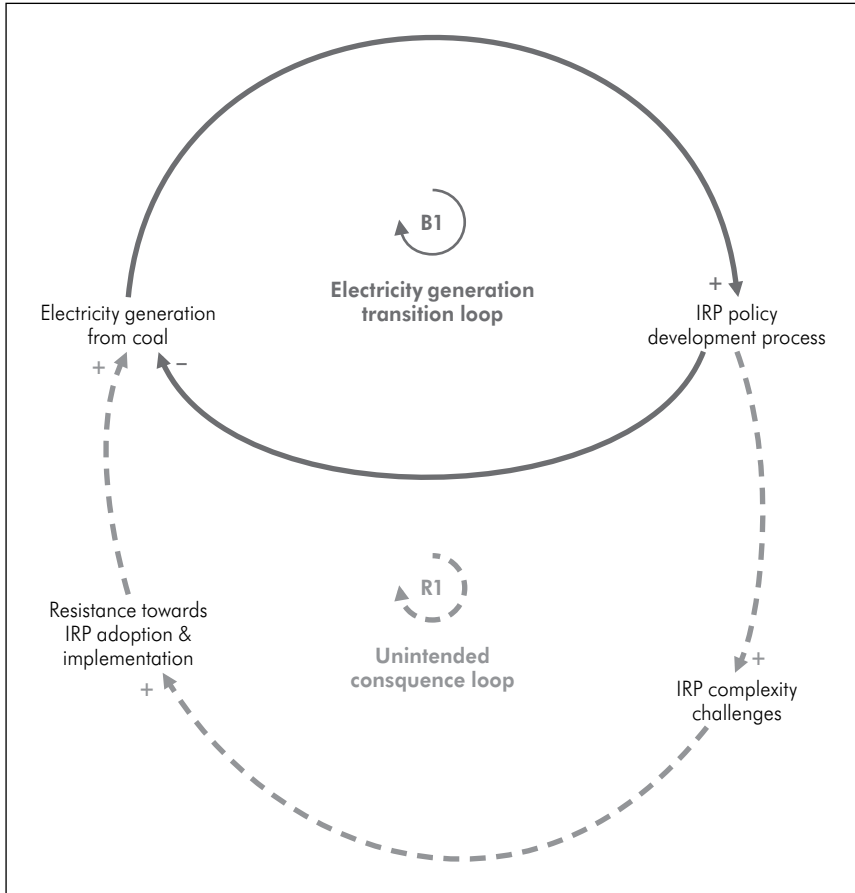 B1
Electricity generation
transition loop
+
Electricity generation
from coal
IRP policy
development process
+
–
R1
Unintended
consquence loop
Resistance towards
IRP adoption &
implementation
+
+
IRP complexity
challenges